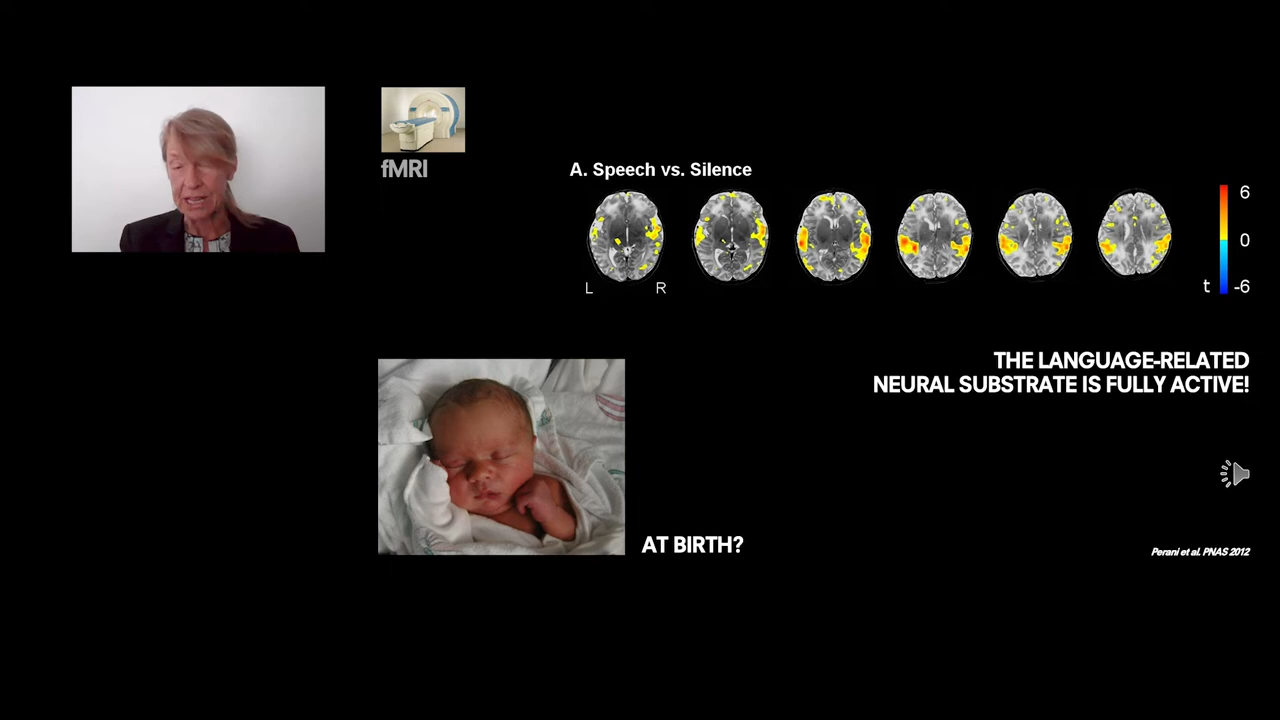 fMRI
A. Speech vs. Silence
6
0
t -6
L R
THE LANGUAGE-RELATED
NEURAL SUBSTRATE IS FULLY ACTIVE!
AT BIRTH?
Perani et al. PNAS 2012